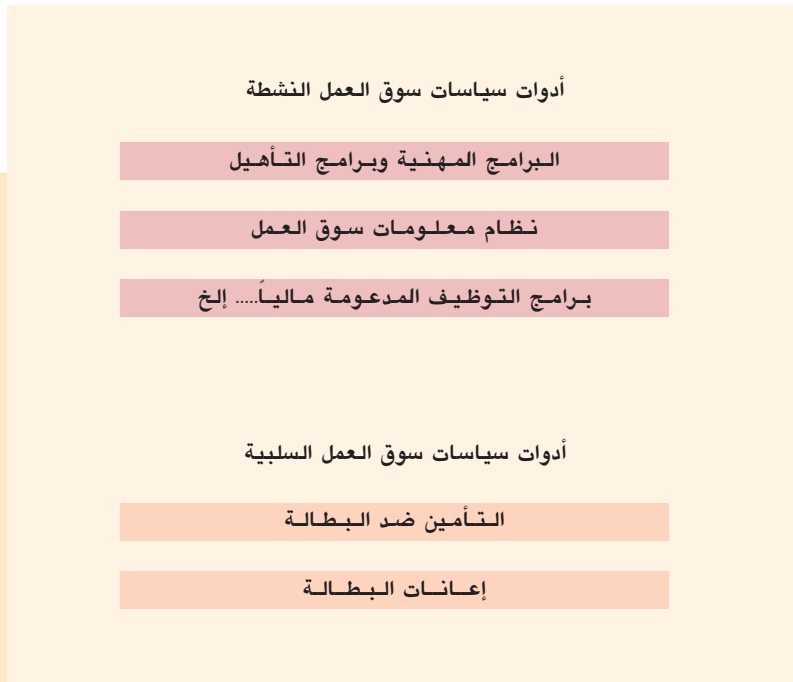 أدوات سياسات سوق العمل النشطة
البرامج المهنية وبرامج التأهيل
نظام معلومات سوق العمل
برامج التوظيف المدعومة مالياً..... إلخ
أدوات سياسات سوق العمل السلبية
التأمين ضد البطالة
إعانات البطالة